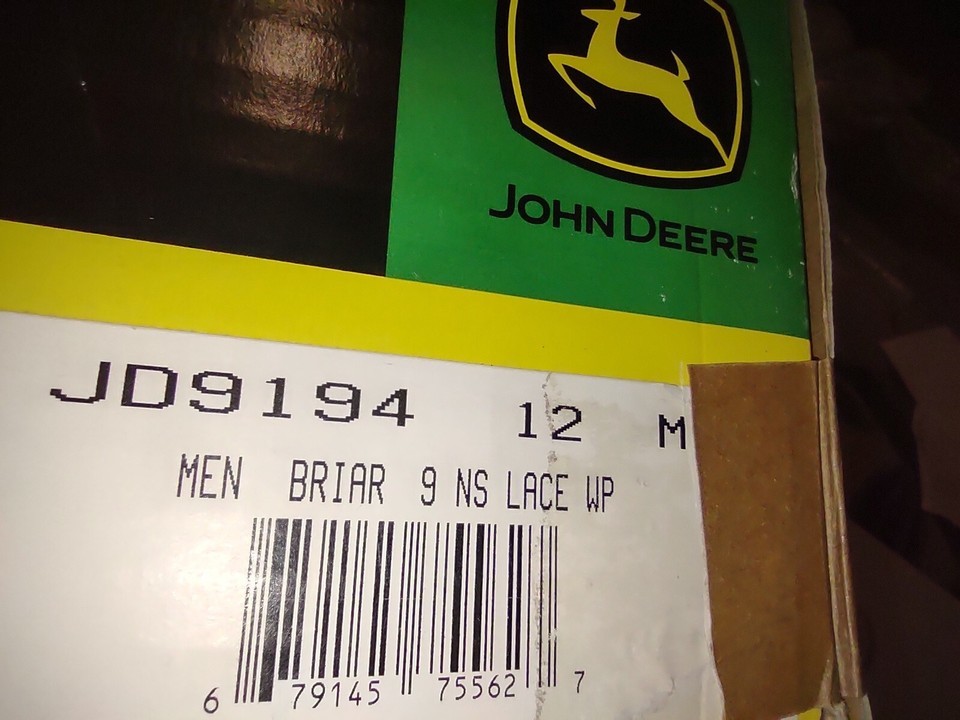 JOHN DEERE
JD9194 12 M
MEN BRIAR 9 NS LACE WP
6 79145 75562 7